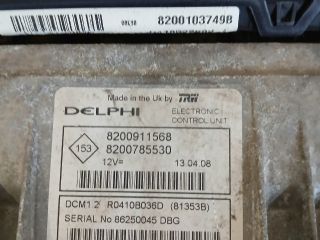 8200103749B
Made in the Uk by TRW
DELPHI
ELECTRONIC
CONTROL UNIT
153
8200911568
8200785530
12V= 13.04.08
DCM1.2 R0410B036D (81353B)
SERIAL No 86250045 DBG